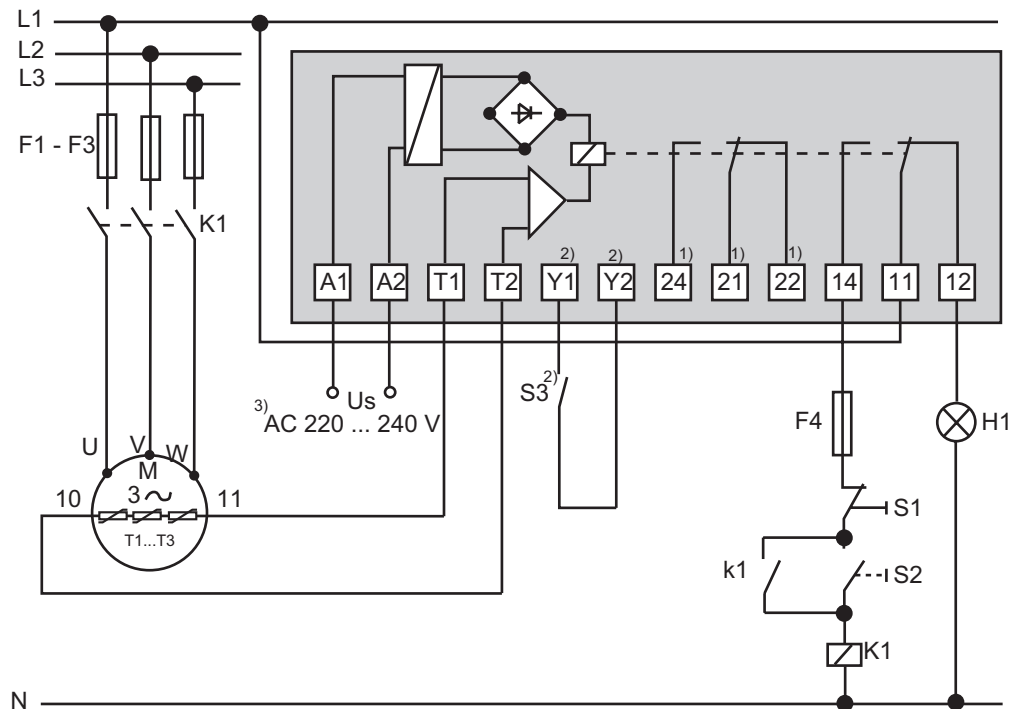 L1
L2
L3
F1 - F3
K1
2) 2) 1) 1) 1)
A1 A2 T1 T2 Y1 Y2 24 21 22 14 11 12
S3 2)
Us
3) AC 220 ... 240 V
F4
H1
U V W
M
3
10 11
T1...T3
S1
k1
S2
K1
N